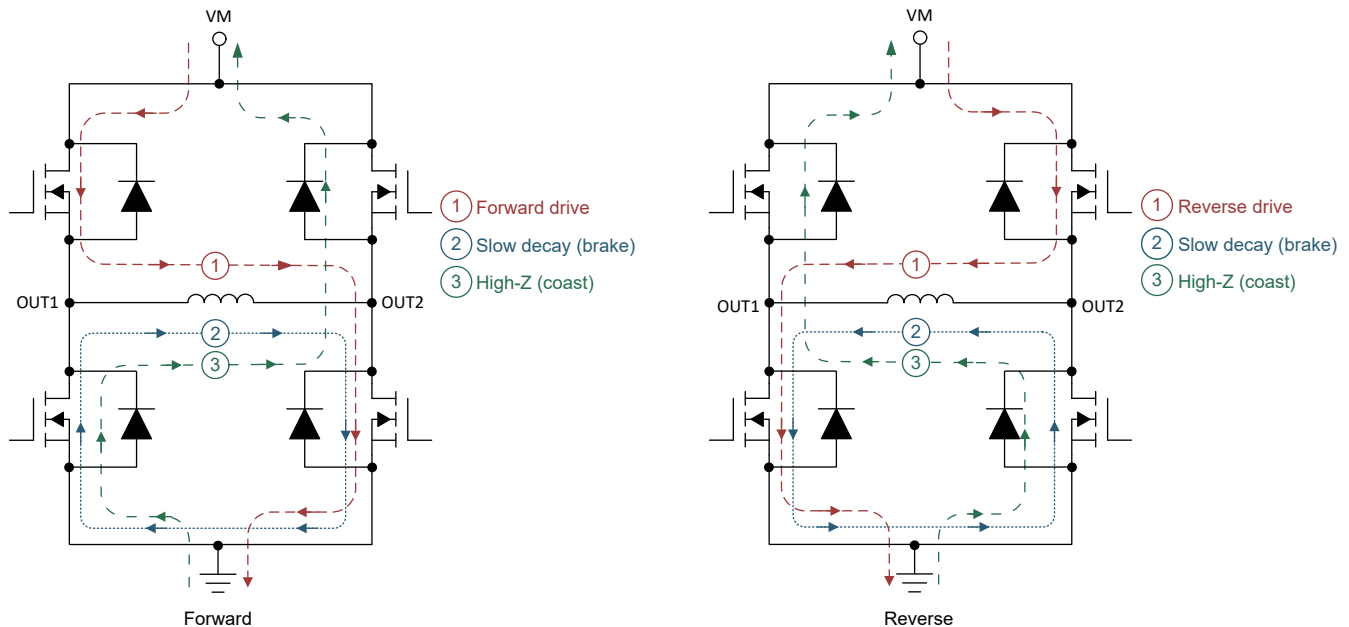 VM
1 Forward drive
2 Slow decay (brake)
3 High-Z (coast)
1
OUT1
OUT2
2
3
Forward
VM
1 Reverse drive
2 Slow decay (brake)
3 High-Z (coast)
1
OUT1
OUT2
2
3
Reverse